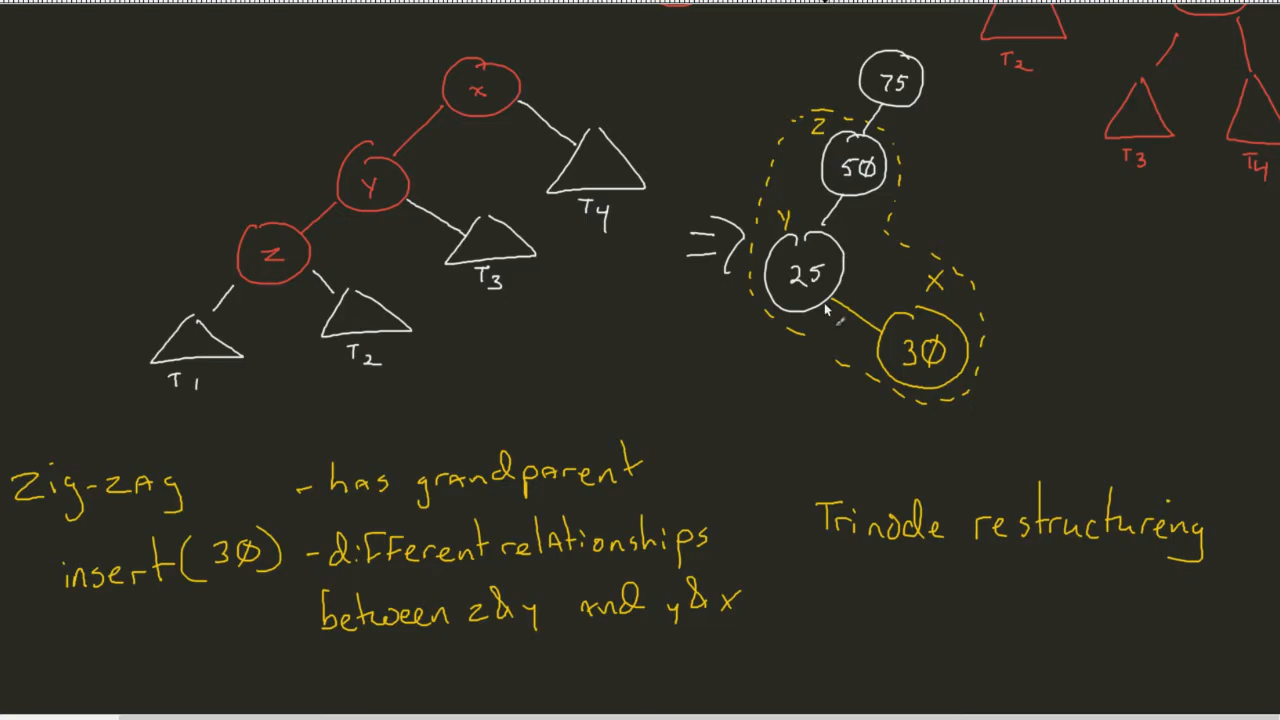 x
T4
y
T3
z
T2
T1
75
z
50
y
25
x
30
=>
T2
T3
T4
Zig-zag
- has grandparent
insert(30)
- different relationships
between z & y and y & x
Trinode restructureing